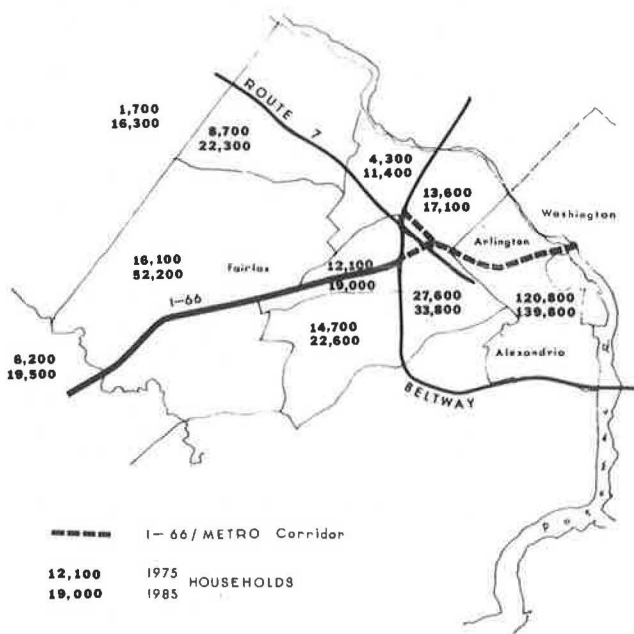 1,700
16,300
ROUTE 7
8,700
22,300
4,300
11,400
13,600
17,100
Washington
Arlington
16,100
52,200
Fairfax
12,100
19,000
I-66
27,600
33,800
120,800
139,800
14,700
22,600
6,200
19,500
Alexandria
BELTWAY
I-66/METRO Corridor
12,100 1975
HOUSEHOLDS
19,000 1985